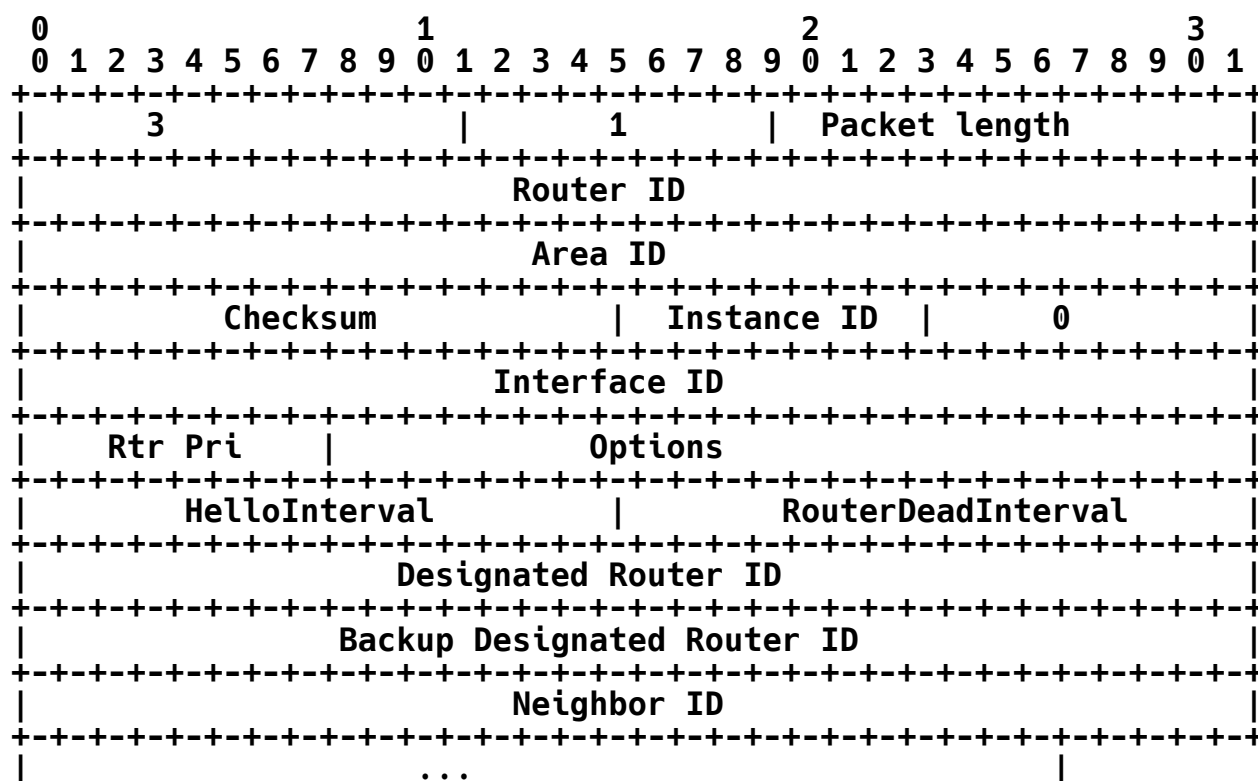 0                   1                   2                   3
0 1 2 3 4 5 6 7 8 9 0 1 2 3 4 5 6 7 8 9 0 1 2 3 4 5 6 7 8 9 0 1
+-+-+-+-+-+-+-+-+-+-+-+-+-+-+-+-+-+-+-+-+-+-+-+-+-+-+-+-+-+-+-+-+
|      3               |       1       |  Packet length         |
+-+-+-+-+-+-+-+-+-+-+-+-+-+-+-+-+-+-+-+-+-+-+-+-+-+-+-+-+-+-+-+-+
|                         Router ID                             |
+-+-+-+-+-+-+-+-+-+-+-+-+-+-+-+-+-+-+-+-+-+-+-+-+-+-+-+-+-+-+-+-+
|                          Area ID                              |
+-+-+-+-+-+-+-+-+-+-+-+-+-+-+-+-+-+-+-+-+-+-+-+-+-+-+-+-+-+-+-+-+
|          Checksum            |  Instance ID  |      0         |
+-+-+-+-+-+-+-+-+-+-+-+-+-+-+-+-+-+-+-+-+-+-+-+-+-+-+-+-+-+-+-+-+
|                        Interface ID                           |
+-+-+-+-+-+-+-+-+-+-+-+-+-+-+-+-+-+-+-+-+-+-+-+-+-+-+-+-+-+-+-+-+
|    Rtr Pri    |             Options                           |
+-+-+-+-+-+-+-+-+-+-+-+-+-+-+-+-+-+-+-+-+-+-+-+-+-+-+-+-+-+-+-+-+
|        HelloInterval         |        RouterDeadInterval      |
+-+-+-+-+-+-+-+-+-+-+-+-+-+-+-+-+-+-+-+-+-+-+-+-+-+-+-+-+-+-+-+-+
|                   Designated Router ID                        |
+-+-+-+-+-+-+-+-+-+-+-+-+-+-+-+-+-+-+-+-+-+-+-+-+-+-+-+-+-+-+-+-+
|                Backup Designated Router ID                    |
+-+-+-+-+-+-+-+-+-+-+-+-+-+-+-+-+-+-+-+-+-+-+-+-+-+-+-+-+-+-+-+-+
|                         Neighbor ID                           |
+-+-+-+-+-+-+-+-+-+-+-+-+-+-+-+-+-+-+-+-+-+-+-+-+-+-+-+-+-+-+-+-+
|                    ...                               |